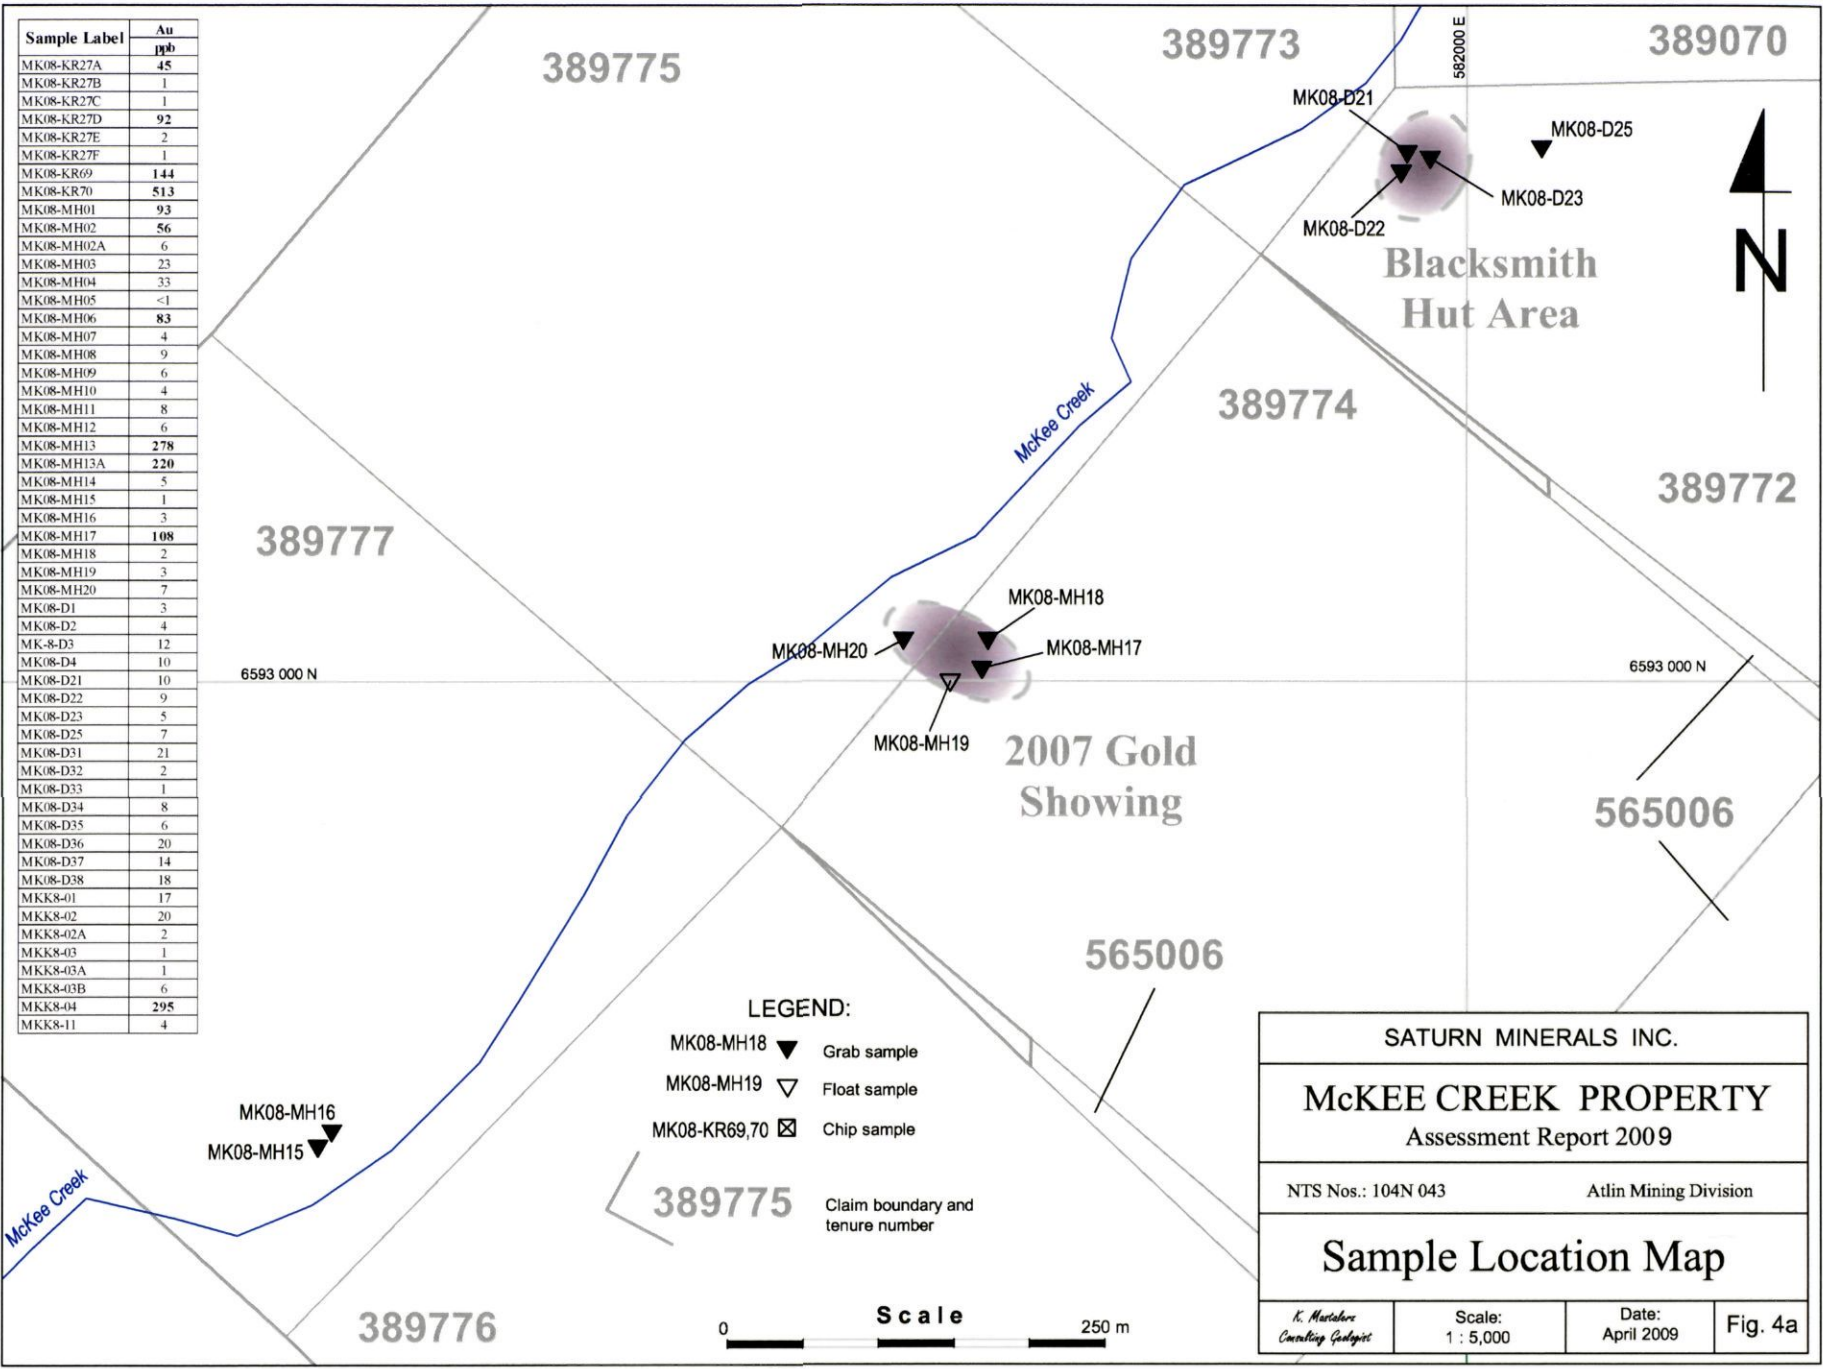 Sample Label Au
ppb
MK08-KR27A 45
MK08-KR27B 1
MK08-KR27C 1
MK08-KR27D 92
MK08-KR27E 2
MK08-KR27F 1
MK08-KR69 144
MK08-KR70 513
MK08-MH01 93
MK08-MH02 56
MK08-MH02A 6
MK08-MH03 23
MK08-MH04 33
MK08-MH05 <1
MK08-MH06 83
MK08-MH07 4
MK08-MH08 9
MK08-MH09 6
MK08-MH10 4
MK08-MH11 8
MK08-MH12 6
MK08-MH13 278
MK08-MH13A 220
MK08-MH14 5
MK08-MH15 1
MK08-MH16 3
MK08-MH17 108
MK08-MH18 2
MK08-MH19 3
MK08-MH20 7
MK08-D1 3
MK08-D2 4
MK-8-D3 12
MK08-D4 10
MK08-D21 10
MK08-D22 9
MK08-D23 5
MK08-D25 7
MK08-D31 21
MK08-D32 2
MK08-D33 1
MK08-D34 8
MK08-D35 6
MK08-D36 20
MK08-D37 14
MK08-D38 18
MKK8-01 17
MKK8-02 20
MKK8-02A 2
MKK8-03 1
MKK8-03A 1
MKK8-03B 6
MKK8-04 295
MKK8-11 4
389775
389773
582000 E
389070
MK08-D21
MK08-D25
MK08-D23
MK08-D22
Blacksmith
Hut Area
N
McKee Creek
389774
389772
389777
MK08-MH18
MK08-MH20
MK08-MH17
6593 000 N
6593 000 N
MK08-MH19
2007 Gold
Showing
565006
565006
MK08-MH16
MK08-MH15
McKee Creek
389776
LEGEND:
MK08-MH18 Grab sample
MK08-MH19 Float sample
MK08-KR69,70 Chip sample
389775 Claim boundary and
tenure number
Scale
0 250 m
SATURN MINERALS INC.
McKEE CREEK PROPERTY
Assessment Report 2009
NTS Nos.: 104N 043 Atlin Mining Division
Sample Location Map
K. Mastalerz
Consulting Geologist
Scale:
1 : 5,000
Date:
April 2009
Fig. 4a